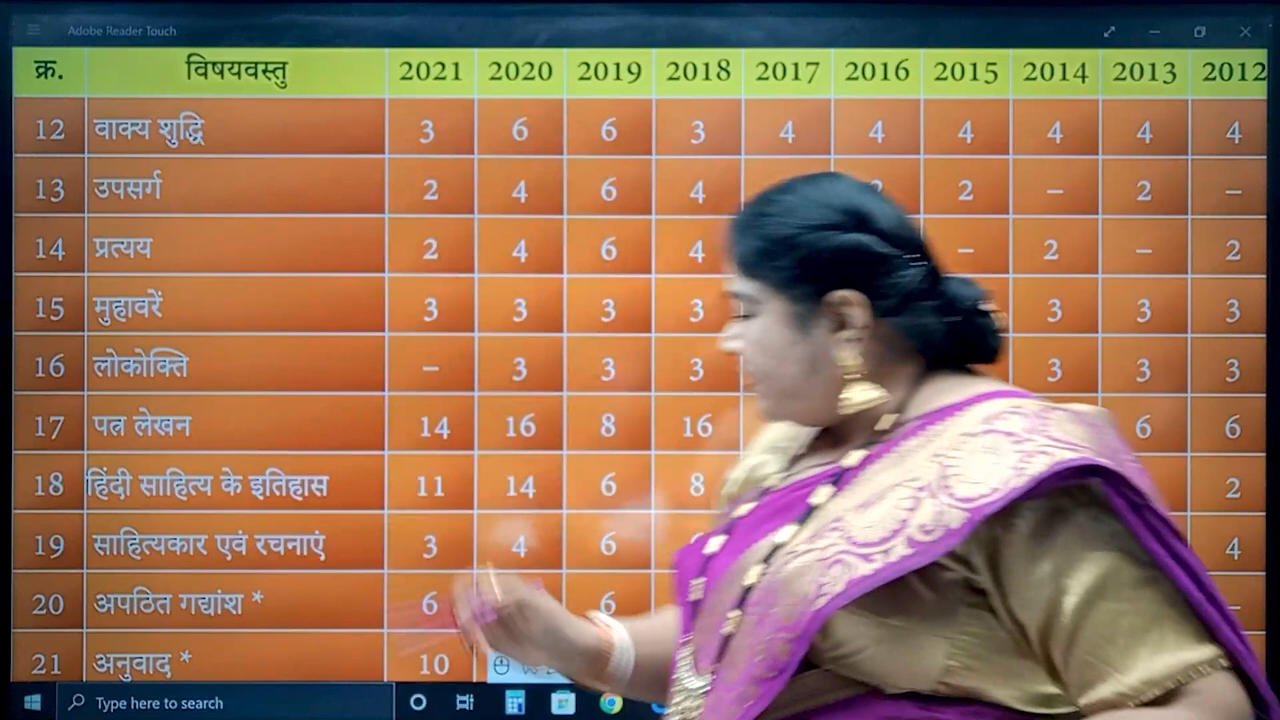 Adobe Reader Touch
क्र. विषयवस्तु 2021 2020 2019 2018 2017 2016 2015 2014 2013 2012
12 वाक्य शुद्धि 3 6 6 3 4 4 4 4 4 4
13 उपसर्ग 2 4 6 4 2 – 2 –
14 प्रत्यय 2 4 6 4 – 2 – 2
15 मुहावरें 3 3 3 3 3 3 3
16 लोकोक्ति – 3 3 3 3 3 3
17 पत्र लेखन 14 16 8 16 6 6
18 हिंदी साहित्य के इतिहास 11 14 6 8 2
19 साहित्यकार एवं रचनाएं 3 4 6 4
20 अपठित गद्यांश * 6 6 –
21 अनुवाद * 10
Type here to search